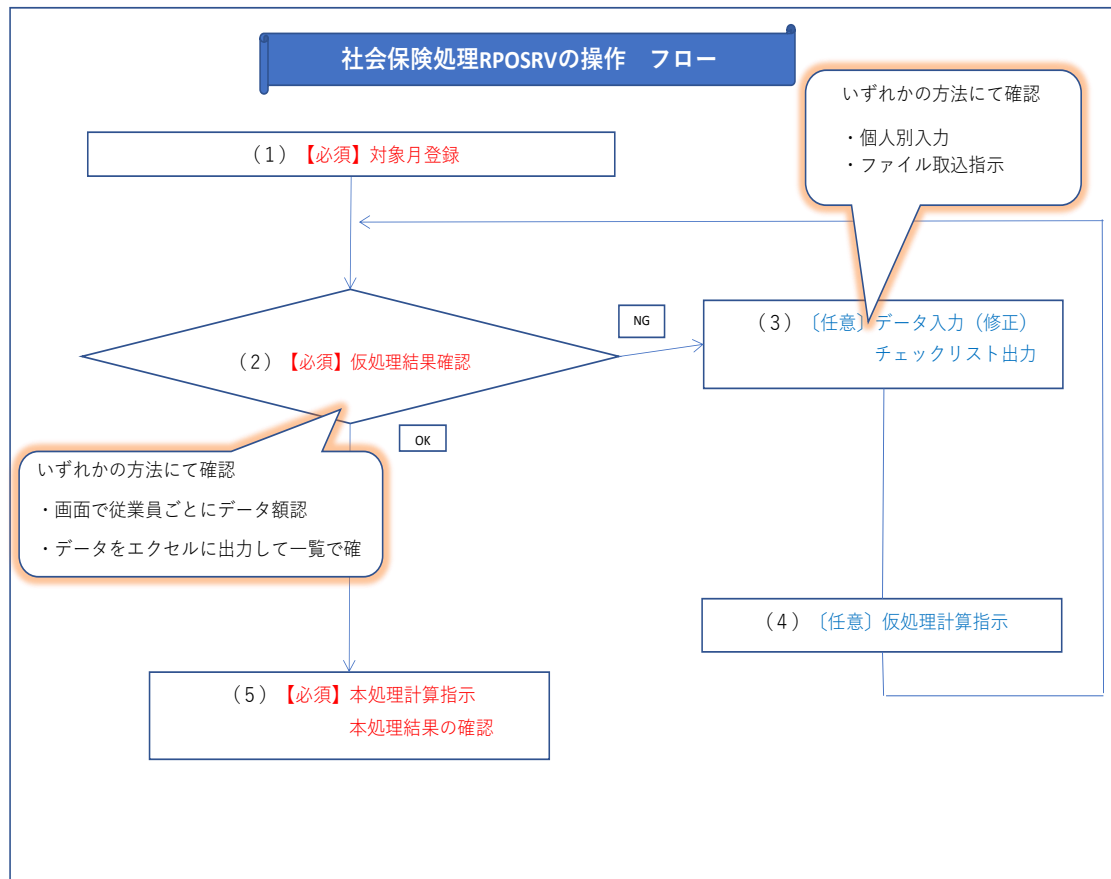 社会保険処理RPOSRVの操作　フロー
いずれかの方法にて確認
・個人別入力
・ファイル取込指示
（1）【必須】対象月登録
NG
（3）〔任意〕データ入力（修正）
チェックリスト出力
（2）【必須】仮処理結果確認
OK
いずれかの方法にて確認
・画面で従業員ごとにデータ額認
・データをエクセルに出力して一覧で確
（4）〔任意〕仮処理計算指示
（5）【必須】本処理計算指示
本処理結果の確認